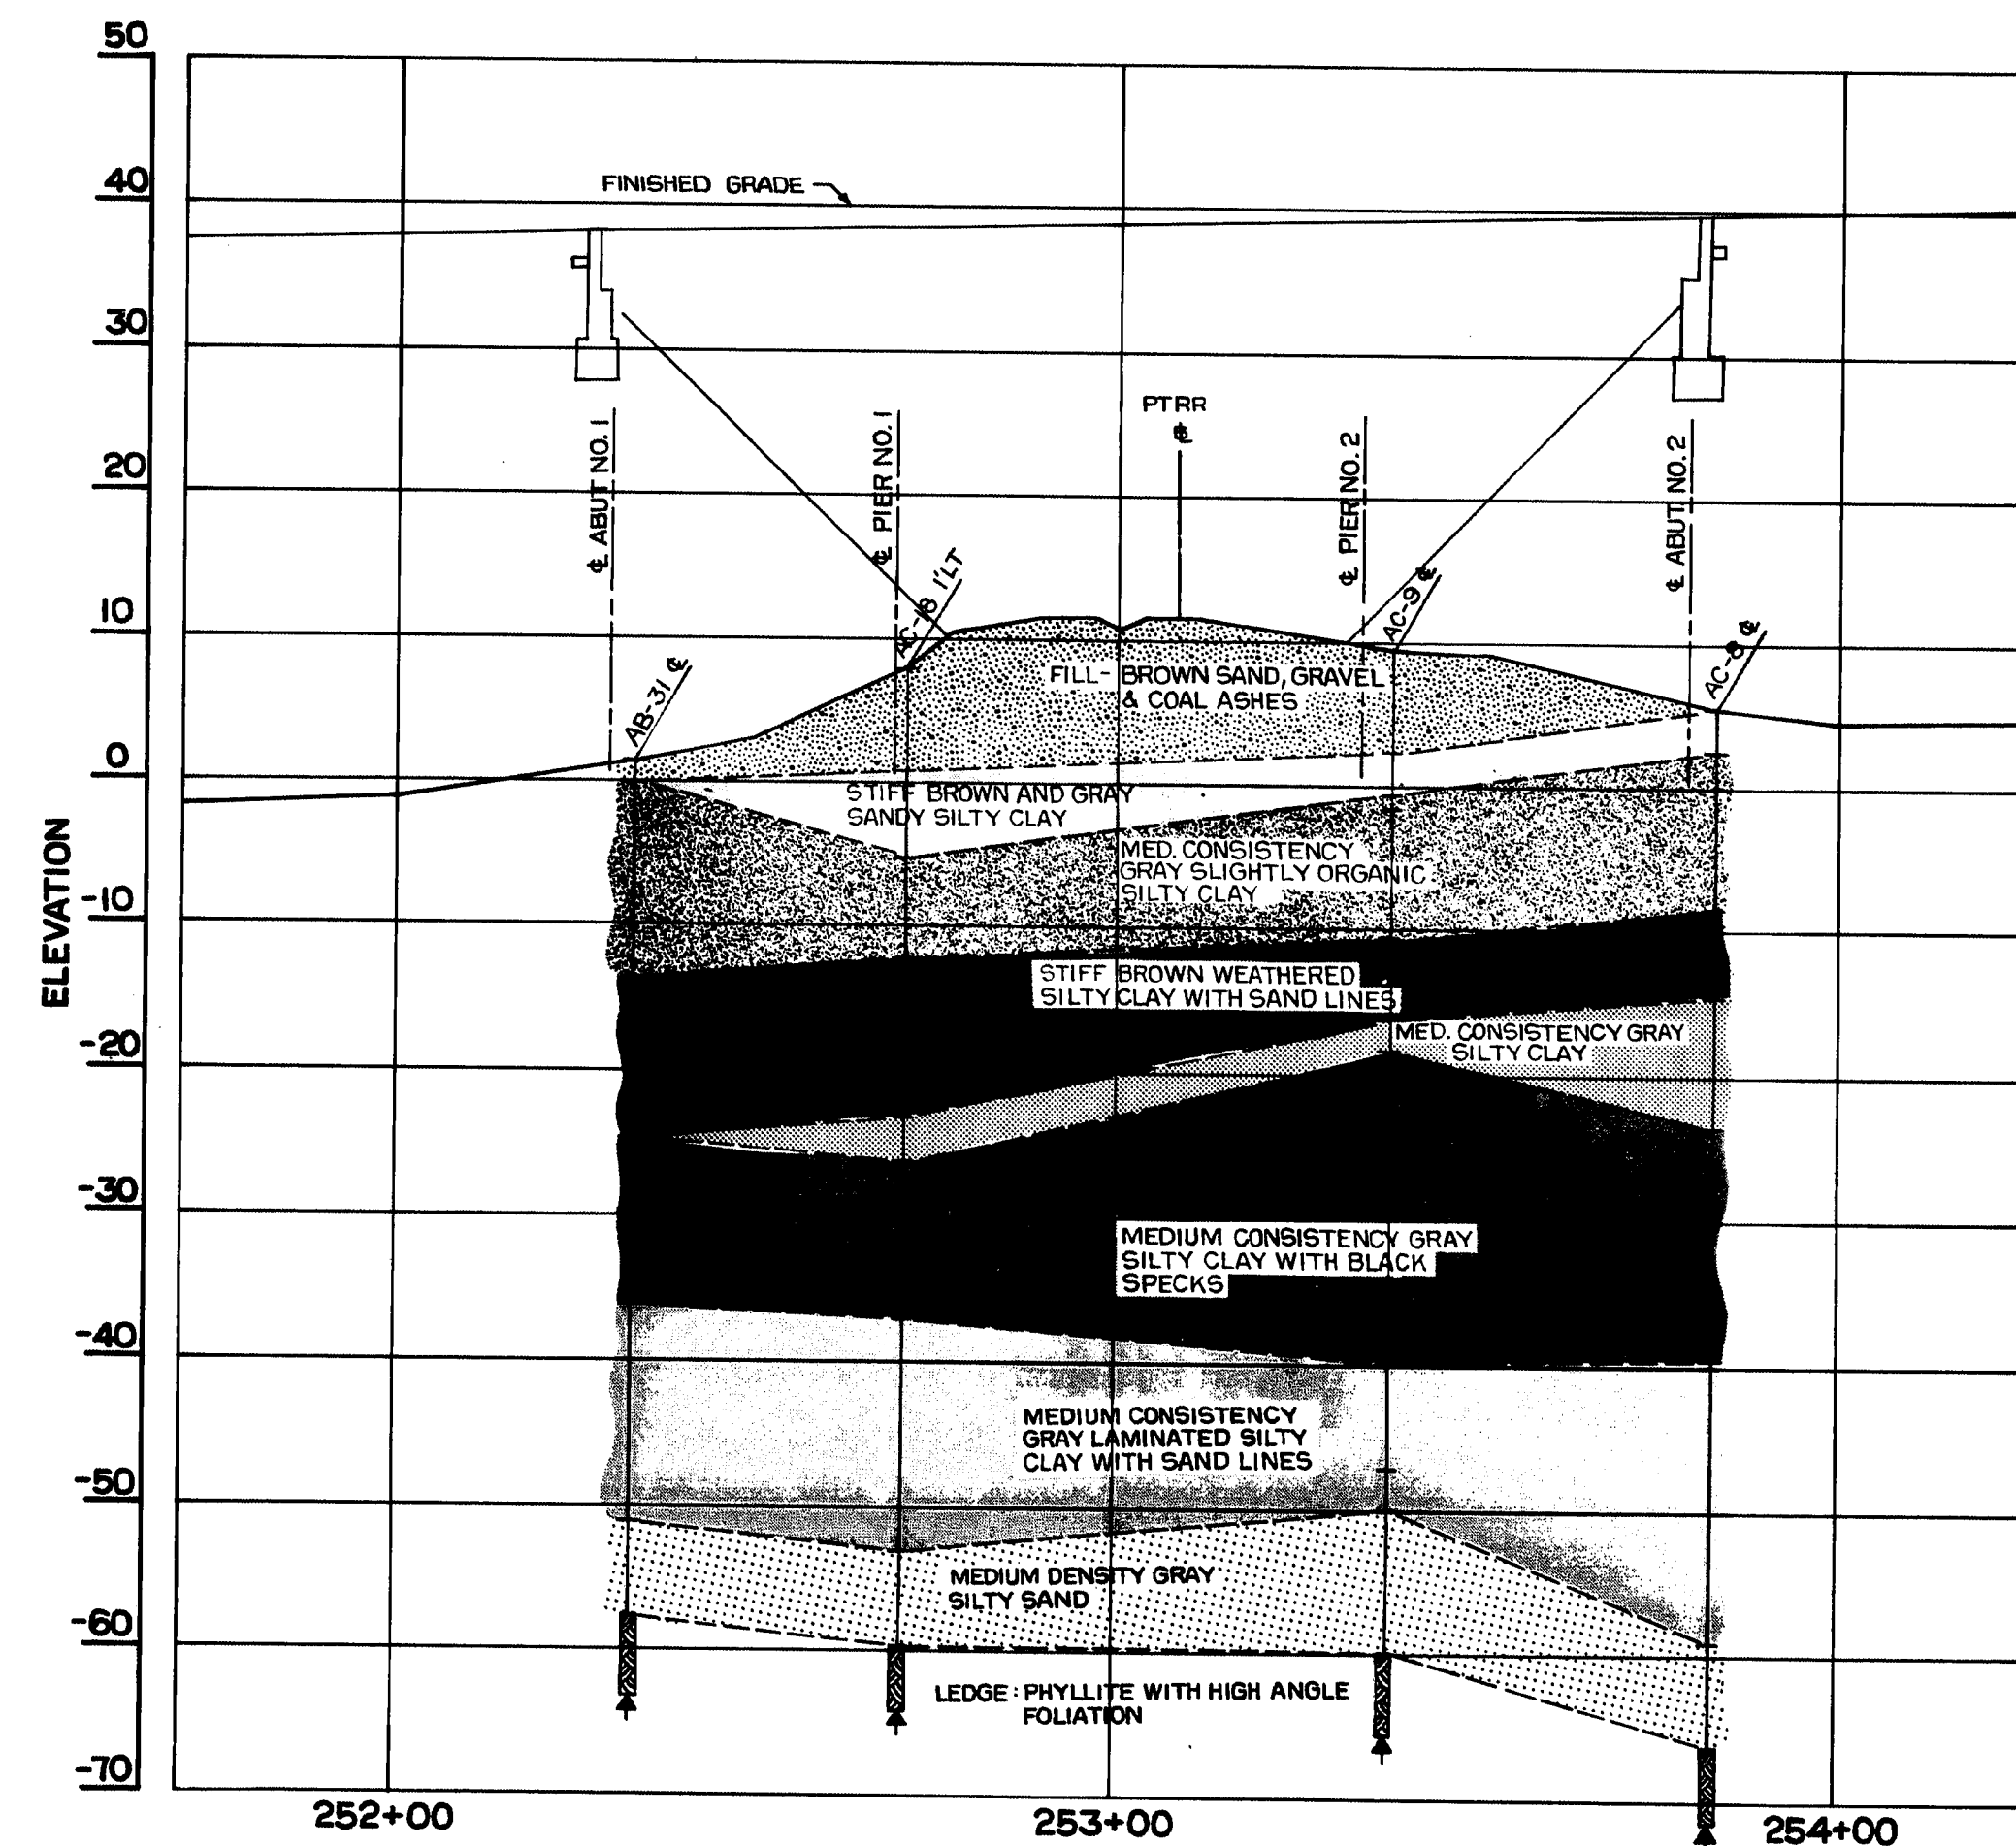 50
40
30
20
10
0
-10
-20
-30
-40
-50
-60
-70
ELEVATION
FINISHED GRADE
℄ ABUT NO. 1
℄ PIER NO. 1
PTRR
℄
℄ PIER NO. 2
℄ ABUT NO. 2
AB-31 ℄
AC-18 1'LT
AC-9 ℄
AC-8 ℄
FILL- BROWN SAND, GRAVEL
& COAL ASHES
STIFF BROWN AND GRAY
SANDY SILTY CLAY
MED. CONSISTENCY
GRAY SLIGHTLY ORGANIC
SILTY CLAY
STIFF BROWN WEATHERED
SILTY CLAY WITH SAND LINES
MED. CONSISTENCY GRAY
SILTY CLAY
MEDIUM CONSISTENCY GRAY
SILTY CLAY WITH BLACK
SPECKS
MEDIUM CONSISTENCY
GRAY LAMINATED SILTY
CLAY WITH SAND LINES
MEDIUM DENSITY GRAY
SILTY SAND
LEDGE: PHYLLITE WITH HIGH ANGLE
FOLIATION
252+00
253+00
254+00